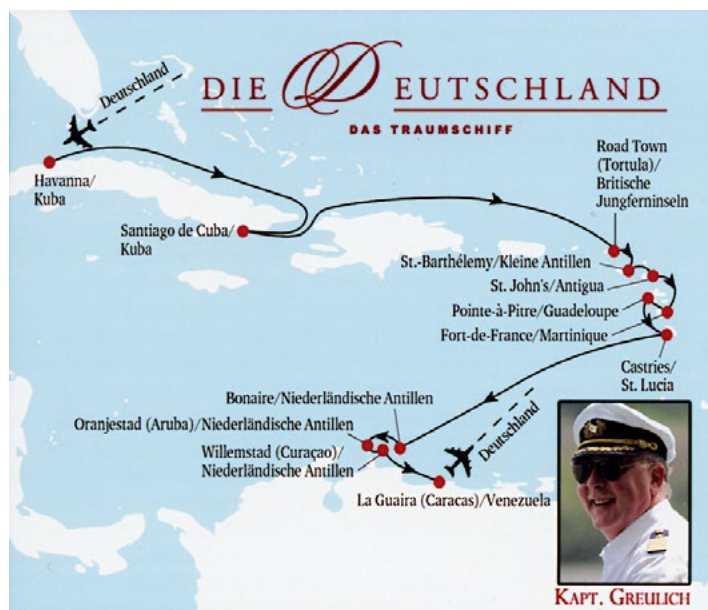 DIE DEUTSCHLAND
DAS TRAUMSCHIFF
Deutschland
Havanna/
Kuba
Santiago de Cuba/
Kuba
Road Town
(Tortula)/
Britische
Jungferninseln
St.-Barthélemy/Kleine Antillen
St. John's/Antigua
Pointe-à-Pitre/Guadeloupe
Fort-de-France/Martinique
Castries/
St. Lucia
Bonaire/Niederländische Antillen
Oranjestad (Aruba)/Niederländische Antillen
Willemstad (Curaçao)/
Niederländische Antillen
Deutschland
La Guaira (Caracas)/Venezuela
KAPT. GREULICH